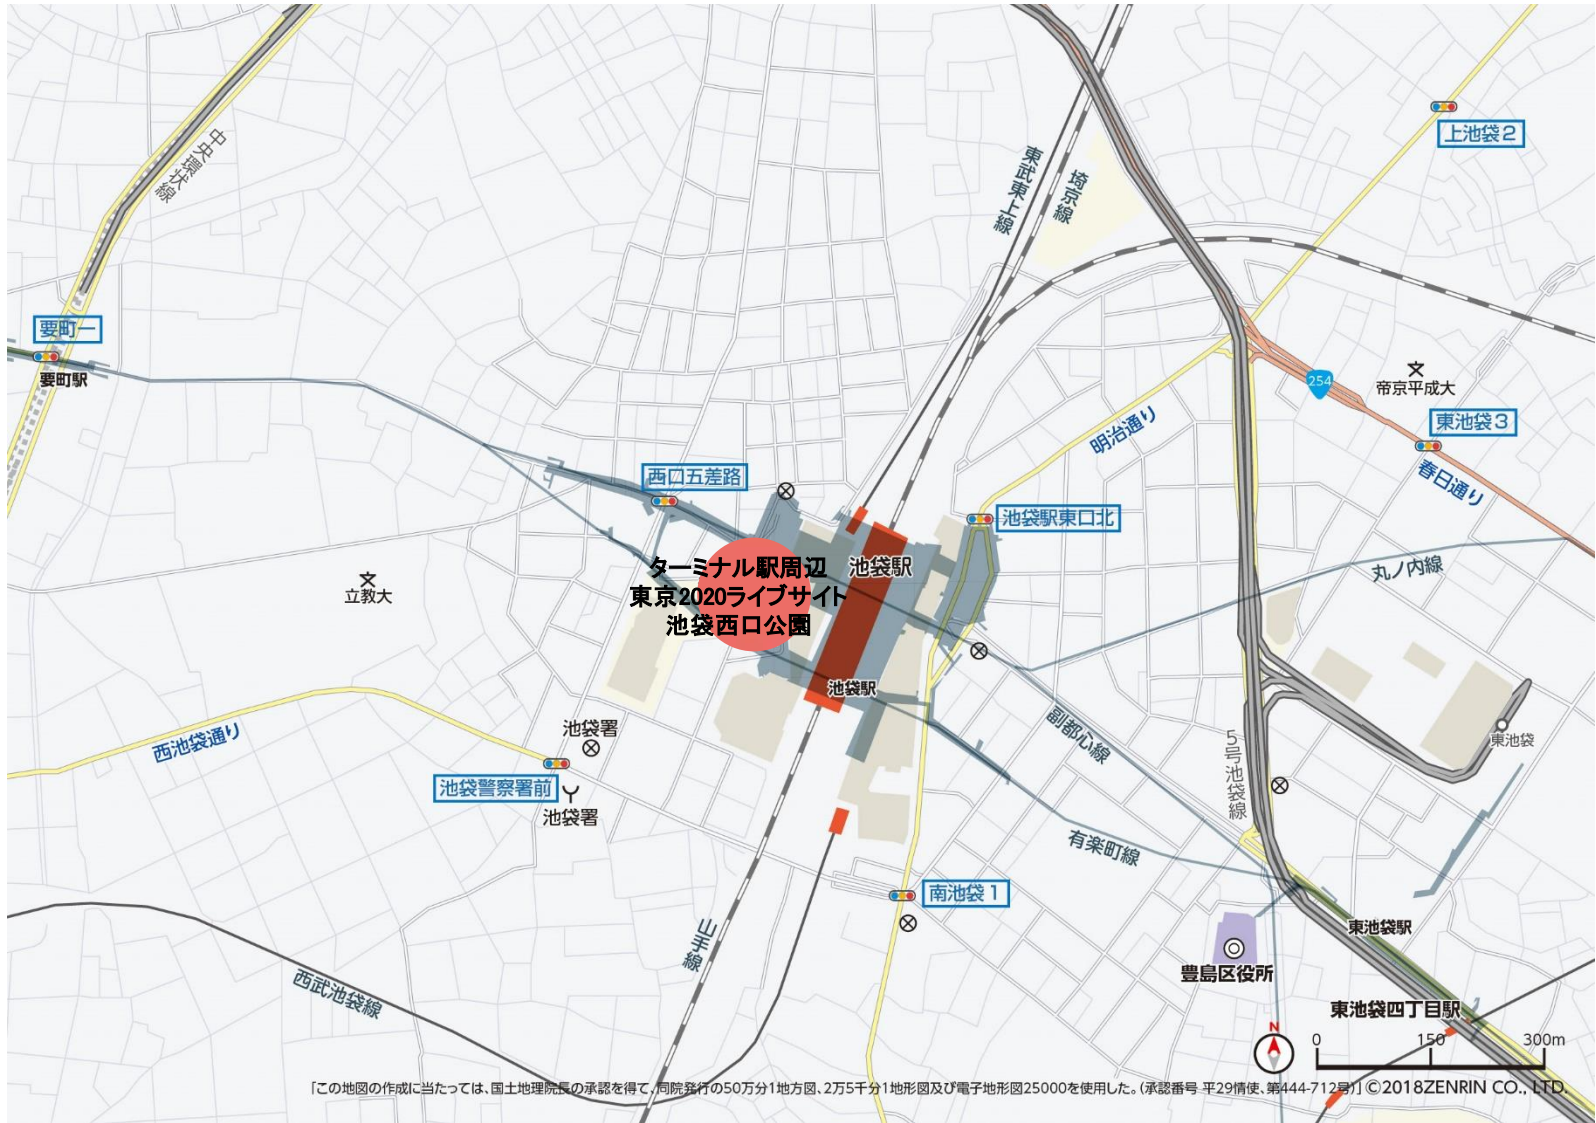 中央環状線
上池袋2
東武東上線
埼京線
要町一
要町駅
254
帝京平成大
明治通り
東池袋3
春日通り
西口五差路
池袋駅東口北
丸ノ内線
ターミナル駅周辺
東京2020ライブサイト
池袋西口公園
池袋駅
立教大
池袋駅
副都心線
西池袋通り
池袋署
5号池袋線
東池袋
池袋警察署前
池袋署
有楽町線
南池袋1
山手線
東池袋駅
豊島区役所
西武池袋線
東池袋四丁目駅
N
0 150 300m
「この地図の作成に当たっては、国土地理院長の承認を得て、同院発行の50万分1地方図、2万5千分1地形図及び電子地形図25000を使用した。(承認番号 平29情使、第444-712号)」©2018ZENRIN CO., LTD.